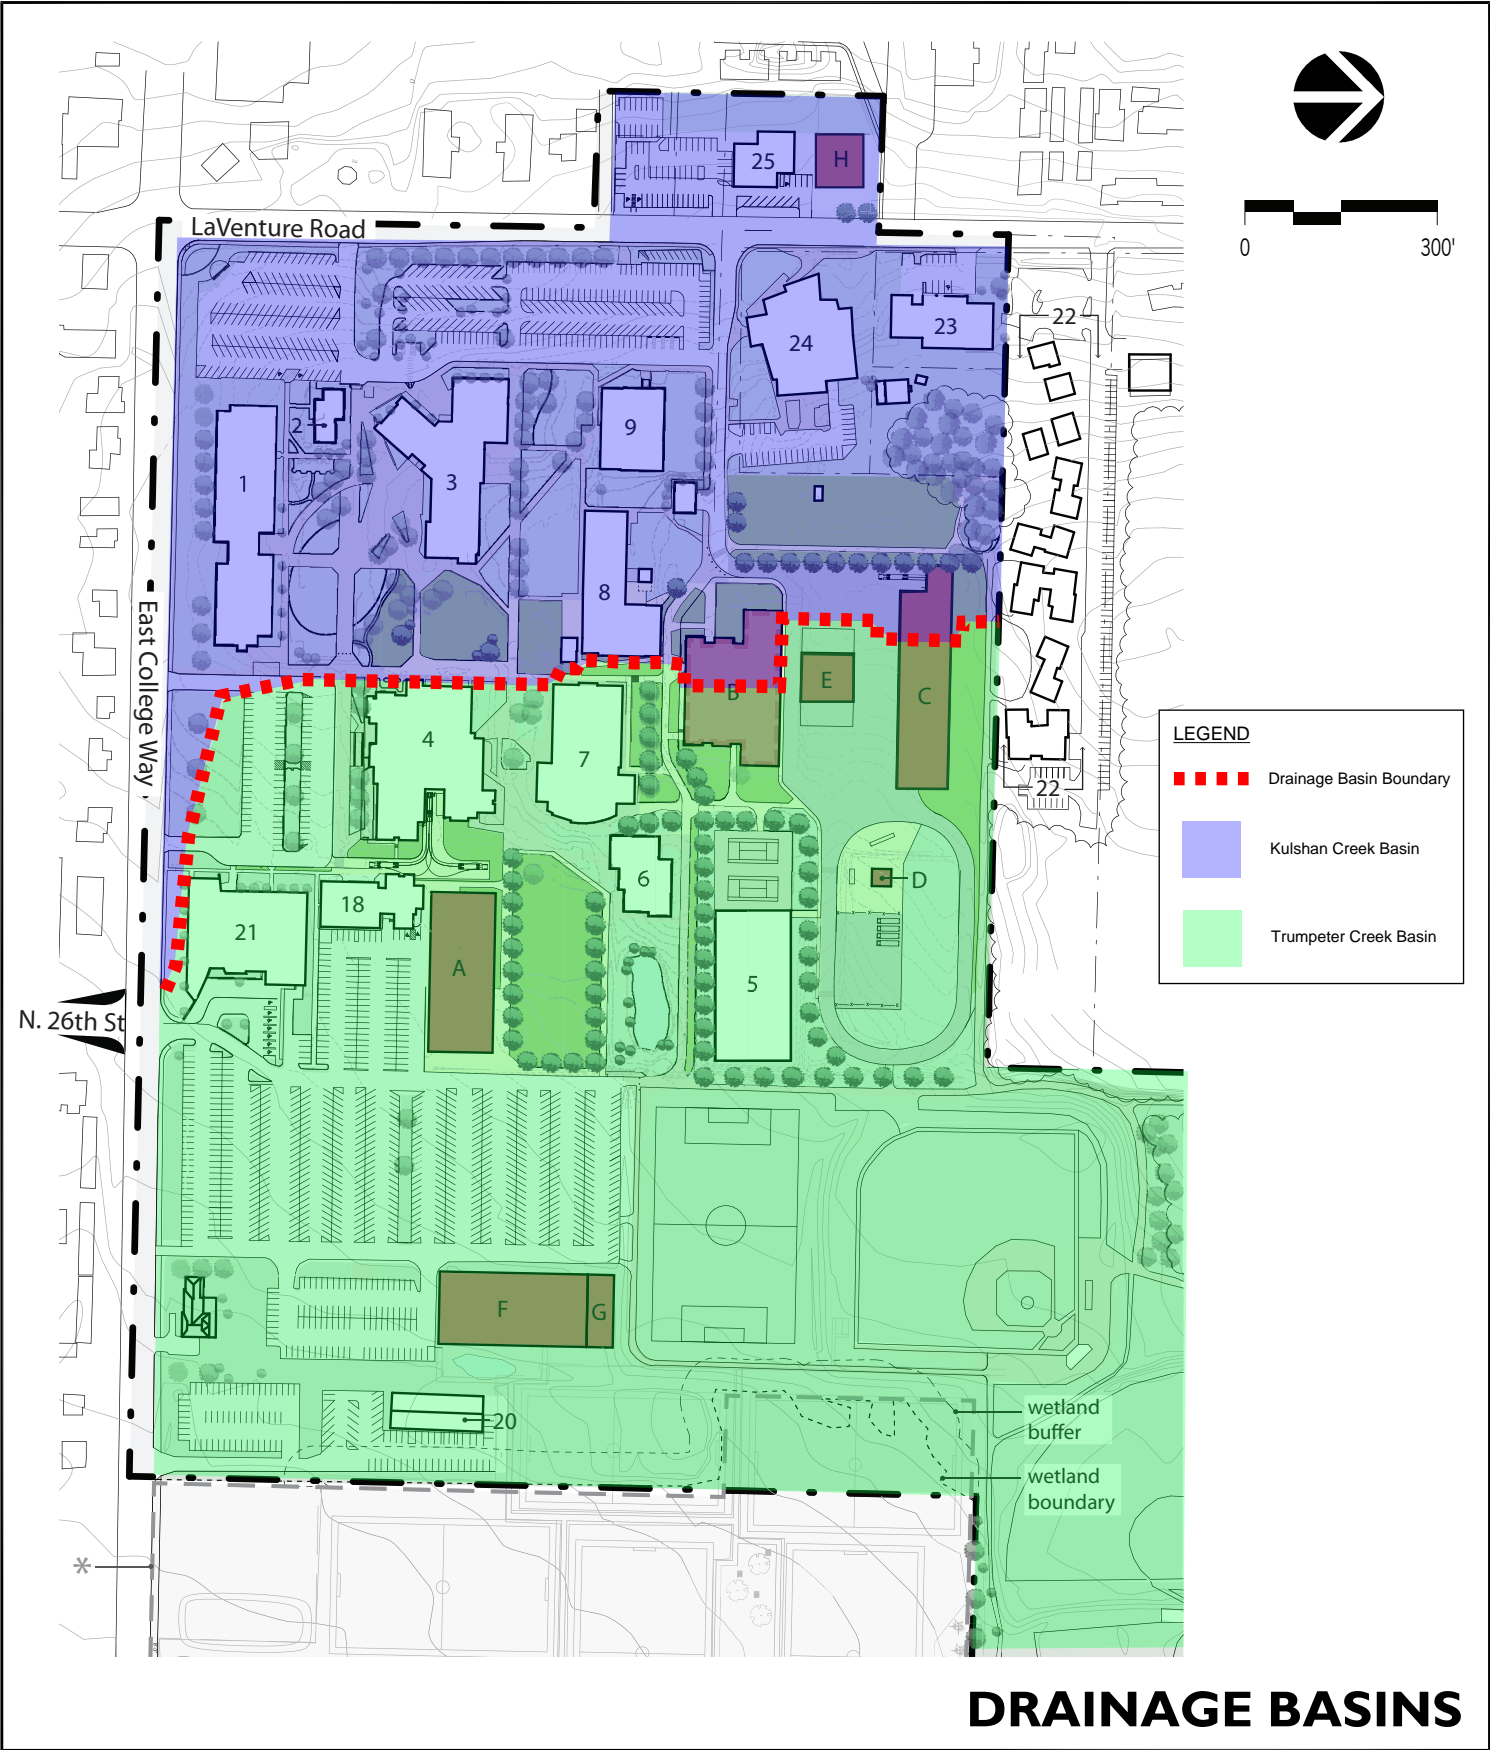 25
H
LaVenture Road
0
300'
22
24
23
2
9
1
3
8
East College Way
B
E
C
4
7
22
LEGEND
Drainage Basin Boundary
Kulshan Creek Basin
Trumpeter Creek Basin
6
D
18
21
A
5
N. 26th St
F
G
20
wetland
buffer
wetland
boundary
*
DRAINAGE BASINS